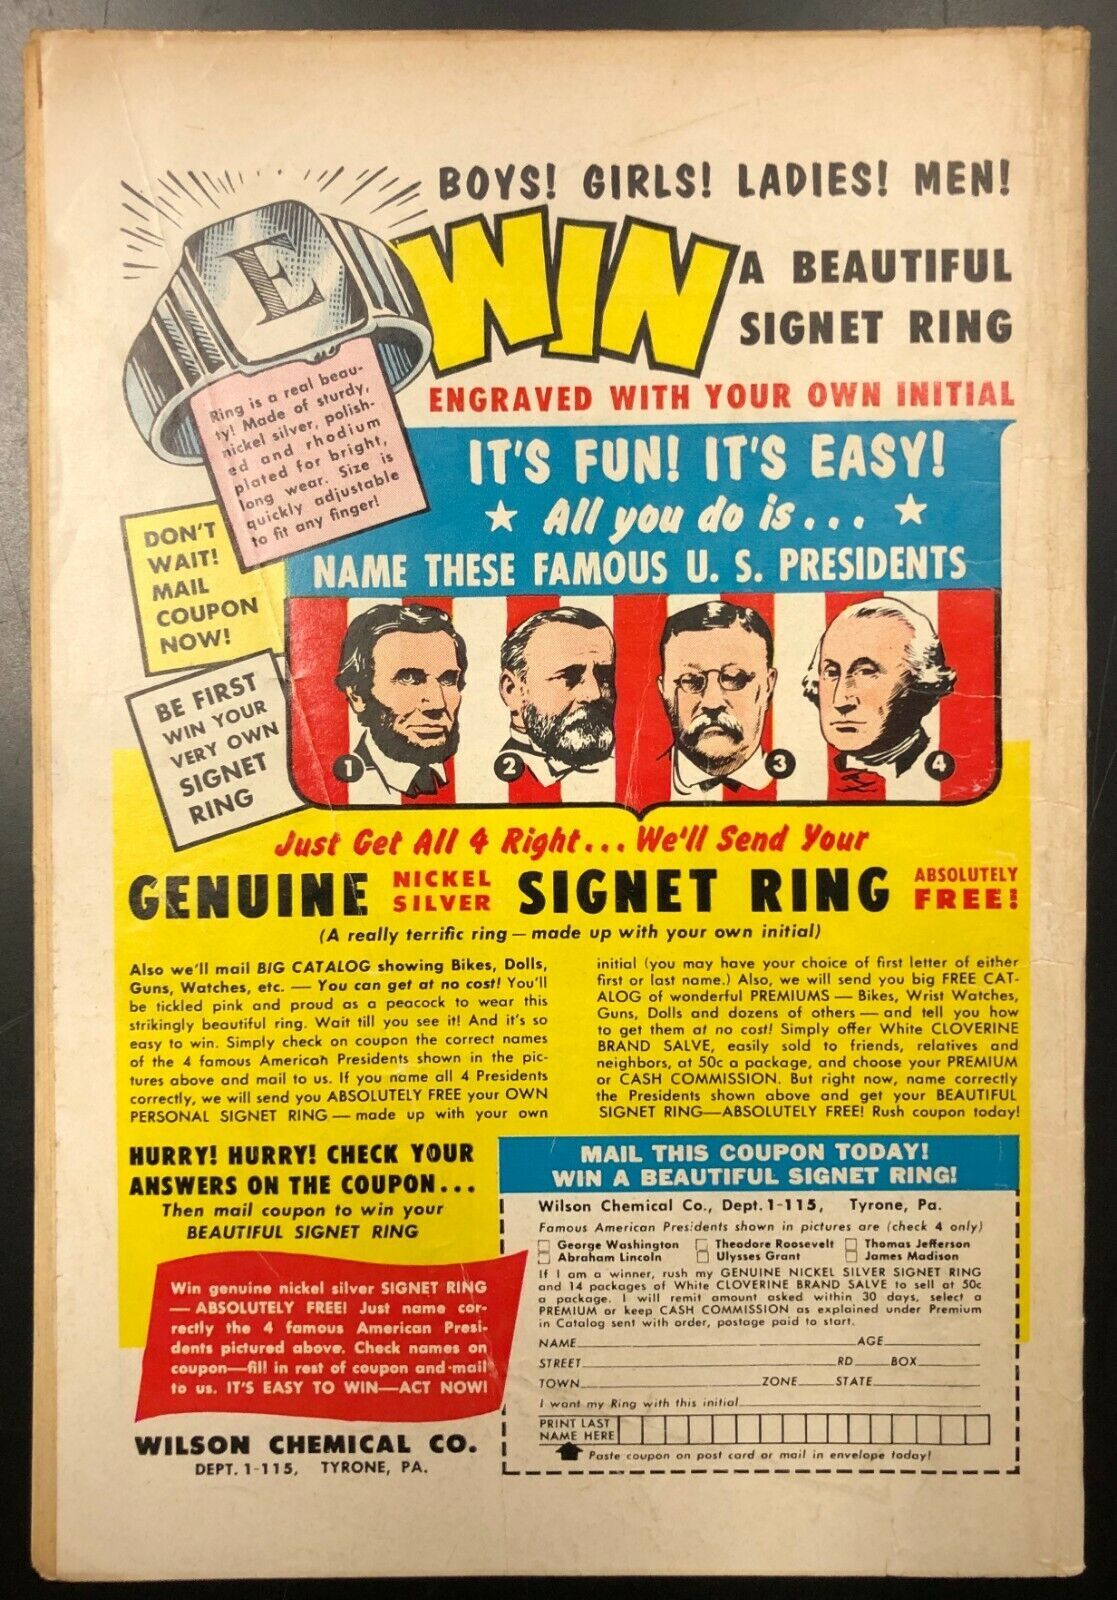 BOYS! GIRLS! LADIES! MEN!
WIN
A BEAUTIFUL
SIGNET RING
ENGRAVED WITH YOUR OWN INITIAL
E
Ring is a real beau-
ty! Made of sturdy,
nickel silver, polish-
ed and rhodium
plated for bright,
long wear. Size is
quickly adjustable
to fit any finger!
DON'T
WAIT!
MAIL
COUPON
NOW!
BE FIRST
WIN YOUR
VERY OWN
SIGNET
RING
IT'S FUN! IT'S EASY!
★ All you do is... ★
NAME THESE FAMOUS U. S. PRESIDENTS
1 2 3 4
Just Get All 4 Right... We'll Send Your
GENUINE NICKEL SILVER SIGNET RING ABSOLUTELY FREE!
(A really terrific ring — made up with your own initial)
Also we'll mail BIG CATALOG showing Bikes, Dolls,
Guns, Watches, etc. — You can get at no cost! You'll
be tickled pink and proud as a peacock to wear this
strikingly beautiful ring. Wait till you see it! And it's so
easy to win. Simply check on coupon the correct names
of the 4 famous American Presidents shown in the pic-
tures above and mail to us. If you name all 4 Presidents
correctly, we will send you ABSOLUTELY FREE your OWN
PERSONAL SIGNET RING — made up with your own
initial (you may have your choice of first letter of either
first or last name.) Also, we will send you big FREE CAT-
ALOG of wonderful PREMIUMS — Bikes, Wrist Watches,
Guns, Dolls and dozens of others — and tell you how
to get them at no cost! Simply offer White CLOVERINE
BRAND SALVE, easily sold to friends, relatives and
neighbors, at 50c a package, and choose your PREMIUM
or CASH COMMISSION. But right now, name correctly
the Presidents shown above and get your BEAUTIFUL
SIGNET RING—ABSOLUTELY FREE! Rush coupon today!
HURRY! HURRY! CHECK YOUR
ANSWERS ON THE COUPON...
Then mail coupon to win your
BEAUTIFUL SIGNET RING
Win genuine nickel silver SIGNET RING
— ABSOLUTELY FREE! Just name cor-
rectly the 4 famous American Presi-
dents pictured above. Check names on
coupon—fill in rest of coupon and mail
to us. IT'S EASY TO WIN—ACT NOW!
WILSON CHEMICAL CO.
DEPT. 1-115, TYRONE, PA.
MAIL THIS COUPON TODAY!
WIN A BEAUTIFUL SIGNET RING!
Wilson Chemical Co., Dept. 1-115, Tyrone, Pa.
Famous American Presidents shown in pictures are (check 4 only)
☐ George Washington ☐ Theodore Roosevelt ☐ Thomas Jefferson
☐ Abraham Lincoln ☐ Ulysses Grant ☐ James Madison
If I am a winner, rush my GENUINE NICKEL SILVER SIGNET RING
and 14 packages of White CLOVERINE BRAND SALVE to sell at 50c
a package. I will remit amount asked within 30 days, select a
PREMIUM or keep CASH COMMISSION as explained under Premium
in Catalog sent with order, postage paid to start.
NAME AGE
STREET RD BOX
TOWN ZONE STATE
I want my Ring with this initial
PRINT LAST
NAME HERE
Paste coupon on post card or mail in envelope today!